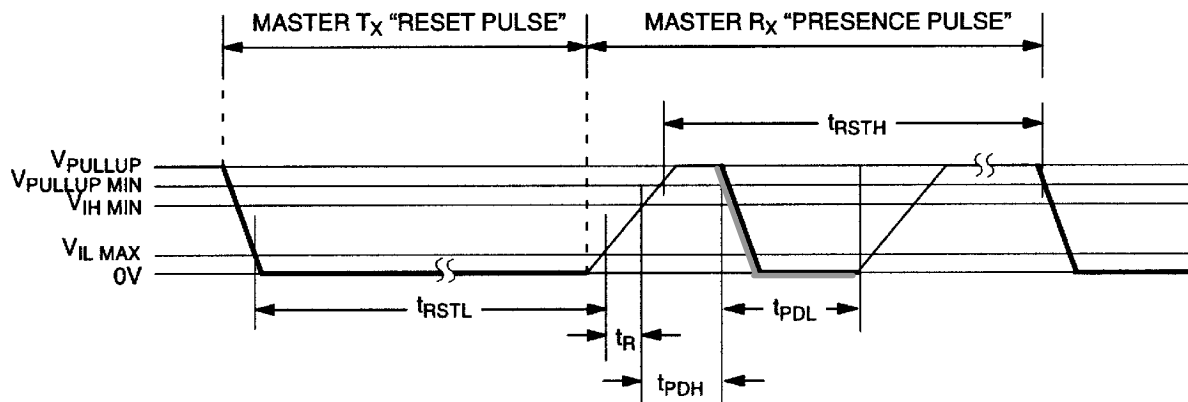 MASTER TX “RESET PULSE” MASTER RX “PRESENCE PULSE”
tRSTH
VPULLUP
VPULLUP MIN
VIH MIN
VIL MAX
0V
tRSTL
tPDL
tR
tPDH